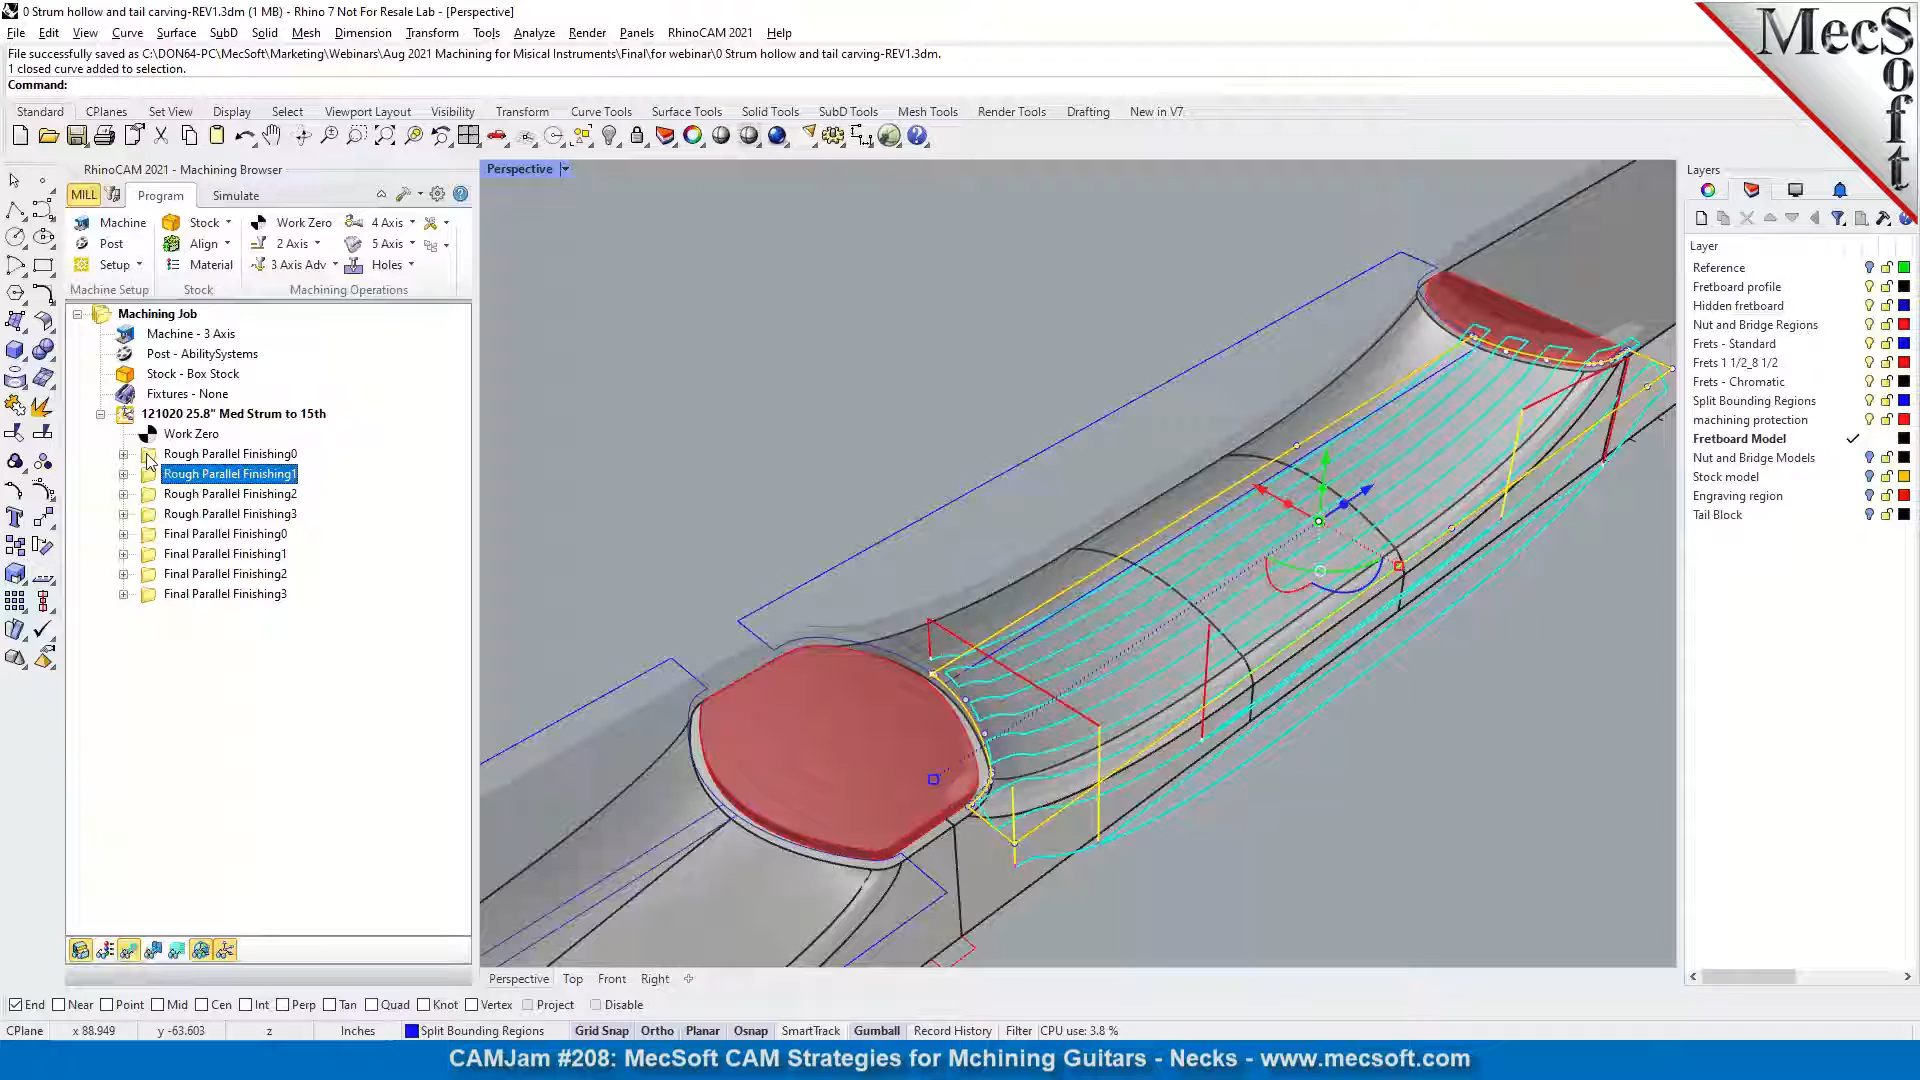 0 Strum hollow and tail carving-REV1.3dm (1 MB) - Rhino 7 Not For Resale Lab - [Perspective]
File Edit View Curve Surface SubD Solid Mesh Dimension Transform Tools Analyze Render Panels RhinoCAM 2021 Help
File successfully saved as C:\DON64-PC\MecSoft\Marketing\Webinars\Aug 2021 Machining for Misical Instruments\Final\for webinar\0 Strum hollow and tail carving-REV1.3dm.
1 closed curve added to selection.
Command:
Standard CPlanes Set View Display Select Viewport Layout Visibility Transform Curve Tools Surface Tools Solid Tools SubD Tools Mesh Tools Render Tools Drafting New in V7
MecSoft
RhinoCAM 2021 - Machining Browser
MILL Program Simulate
Machine Stock Work Zero 4 Axis
Post Align 2 Axis 5 Axis
Setup Material 3 Axis Adv Holes
Machine Setup Stock Machining Operations
Machining Job
Machine - 3 Axis
Post - AbilitySystems
Stock - Box Stock
Fixtures - None
121020 25.8" Med Strum to 15th
Work Zero
Rough Parallel Finishing0
Rough Parallel Finishing1
Rough Parallel Finishing2
Rough Parallel Finishing3
Final Parallel Finishing0
Final Parallel Finishing1
Final Parallel Finishing2
Final Parallel Finishing3
Perspective
Layers
Layer
Reference
Fretboard profile
Hidden fretboard
Nut and Bridge Regions
Frets - Standard
Frets 1 1/2_8 1/2
Frets - Chromatic
Split Bounding Regions
machining protection
Fretboard Model
Nut and Bridge Models
Stock model
Engraving region
Tail Block
Perspective Top Front Right
End Near Point Mid Cen Int Perp Tan Quad Knot Vertex Project Disable
CPlane x 88.949 y -63.603 z Inches Split Bounding Regions Grid Snap Ortho Planar Osnap SmartTrack Gumball Record History Filter CPU use: 3.8 %
CAMJam #208: MecSoft CAM Strategies for Mchining Guitars - Necks - www.mecsoft.com